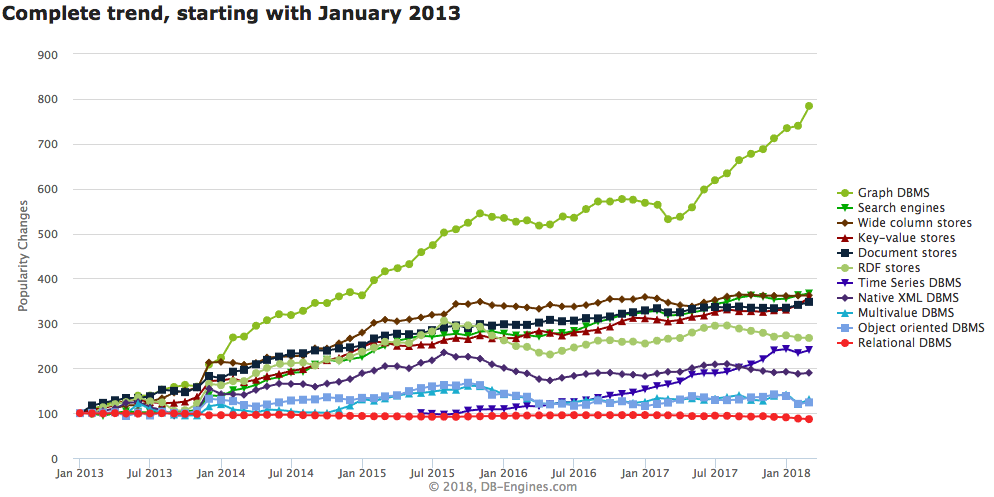 Complete trend, starting with January 2013
900
800
700
600
500
400
300
200
100
0
Popularity Changes
Jan 2013
Jul 2013
Jan 2014
Jul 2014
Jan 2015
Jul 2015
Jan 2016
Jul 2016
Jan 2017
Jul 2017
Jan 2018
Graph DBMS
Search engines
Wide column stores
Key-value stores
Document stores
RDF stores
Time Series DBMS
Native XML DBMS
Multivalue DBMS
Object oriented DBMS
Relational DBMS
© 2018, DB-Engines.com